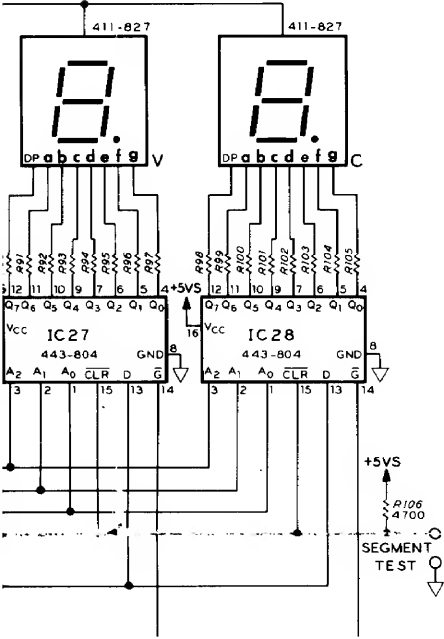 411-827 411-827
DP a b c d e f g V DP a b c d e f g C
R91 R92 R93 R94 R95 R96 R97 R98 R99 R100 R101 R102 R103 R104 R105
12 11 10 9 7 6 5 4 +5VS 12 11 10 9 7 6 5 4
Q7 Q6 Q5 Q4 Q3 Q2 Q1 Q0 Q7 Q6 Q5 Q4 Q3 Q2 Q1 Q0
VCC IC27 16 VCC IC28
443-804 GND 8 443-804 GND 8
A2 A1 A0 CLR D G A2 A1 A0 CLR D G
3 2 1 15 13 14 3 2 1 15 13 14
+5VS
R106
4700
SEGMENT
TEST